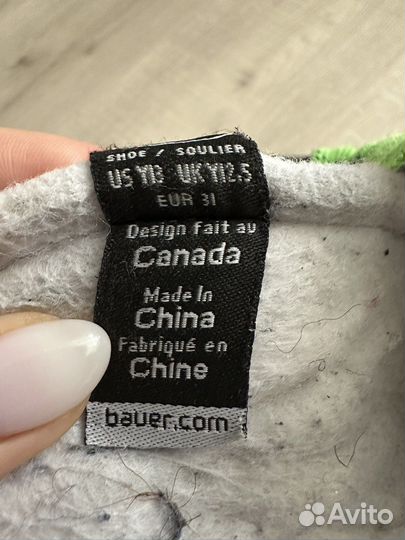 SHOE / SOULIER
US Y13 UK Y12.5
EUR 31
Design fait au
Canada
Made In
China
Fabriqué en
Chine
bauer.com
Avito